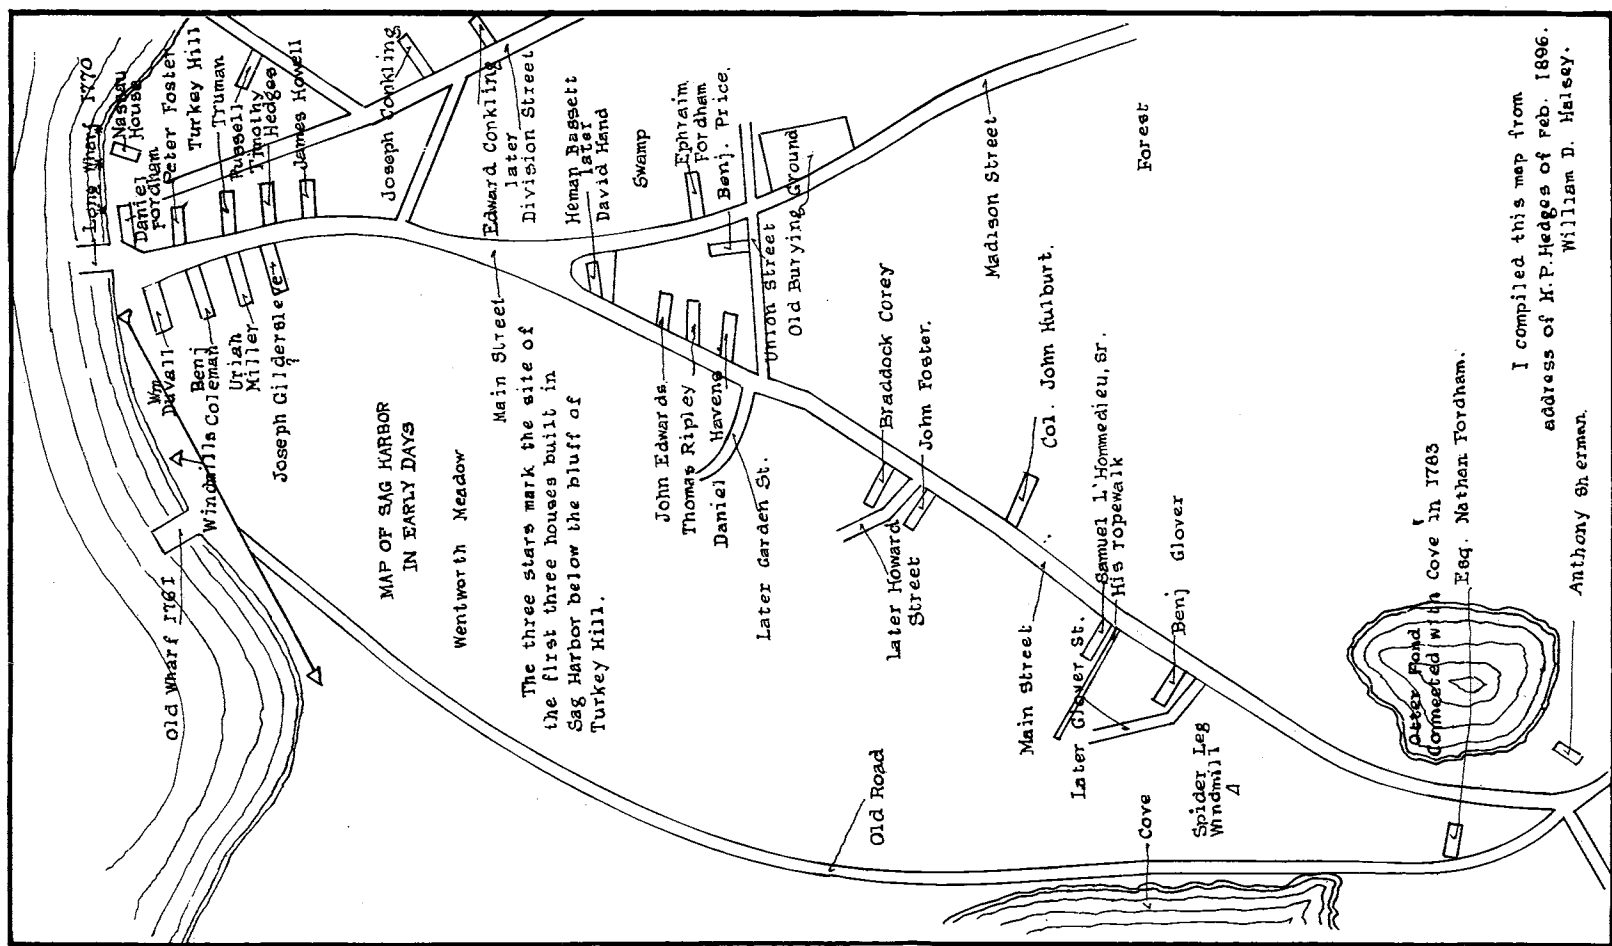 Long Wharf 1770
Nassau
House
Daniel
Fordham
Peter Foster
Turkey Hill
Truman
Russell
Timothy
Hedges
James Howell
Joseph Conkling
Edward Conkling
later
Division Street
Heman Bassett
later
David Hand
Swamp
Ephraim
Fordham
Benj. Price.
Union Street
Old Burying Ground
Madison Street
Forest
Wm
Duvall
Benj
Coleman
Windmills
Uriah
Miller
Joseph Gildersleve
?
Old Wharf 1761
MAP OF SAG HARBOR
IN EARLY DAYS
Wentworth Meadow
Main Street
The three stars mark the site of
the first three houses built in
Sag Harbor below the bluff of
Turkey Hill.
John Edwards
Thomas Ripley
Daniel Havens
Later Garden St.
Braddock Corey
John Foster.
Later Howard
Street
Col. John Hulburt.
Main Street
Samuel L'Hommedieu, Sr.
His ropewalk
Later Glover St.
Benj Glover
Old Road
Cove
Spider Leg
Windmill
Otter Pond
Connected with Cove in 1783
Esq. Nathan Fordham.
Anthony Sherman.
I compiled this map from
address of H.P.Hedges of Feb. 1896.
William D. Halsey.